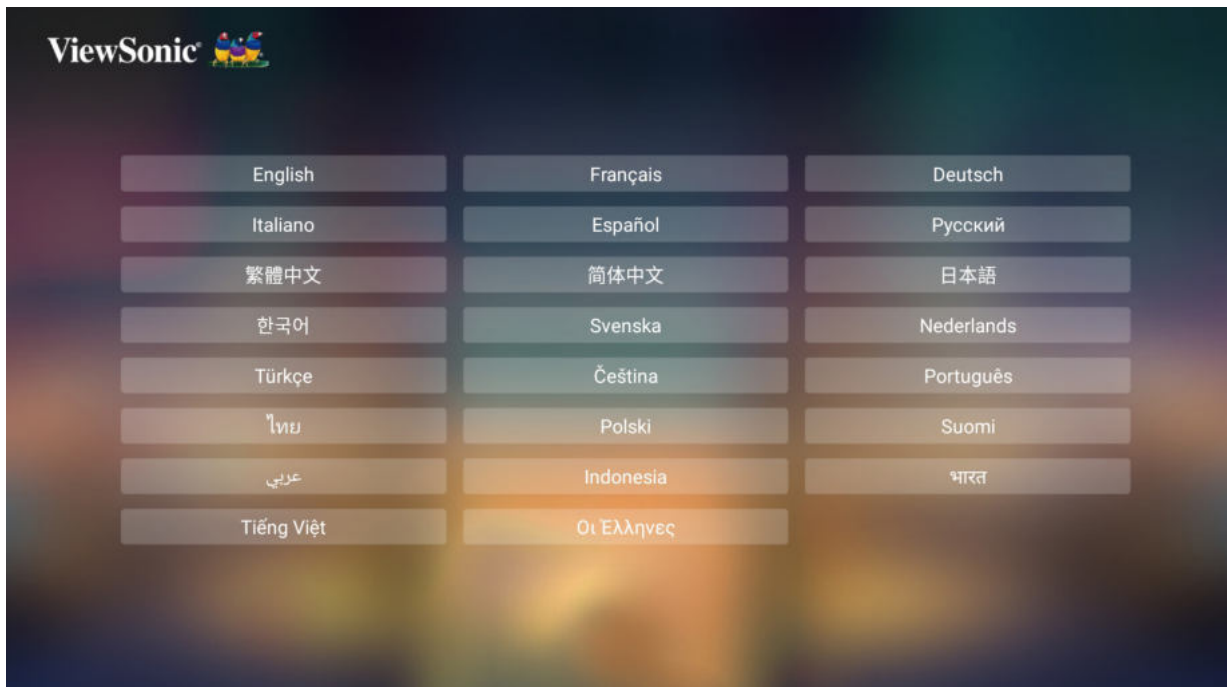 ViewSonic®
English Français Deutsch
Italiano Español Русский
繁體中文 简体中文 日本語
한국어 Svenska Nederlands
Türkçe Čeština Português
ไทย Polski Suomi
عربي Indonesia भारत
Tiếng Việt Οι Έλληνες